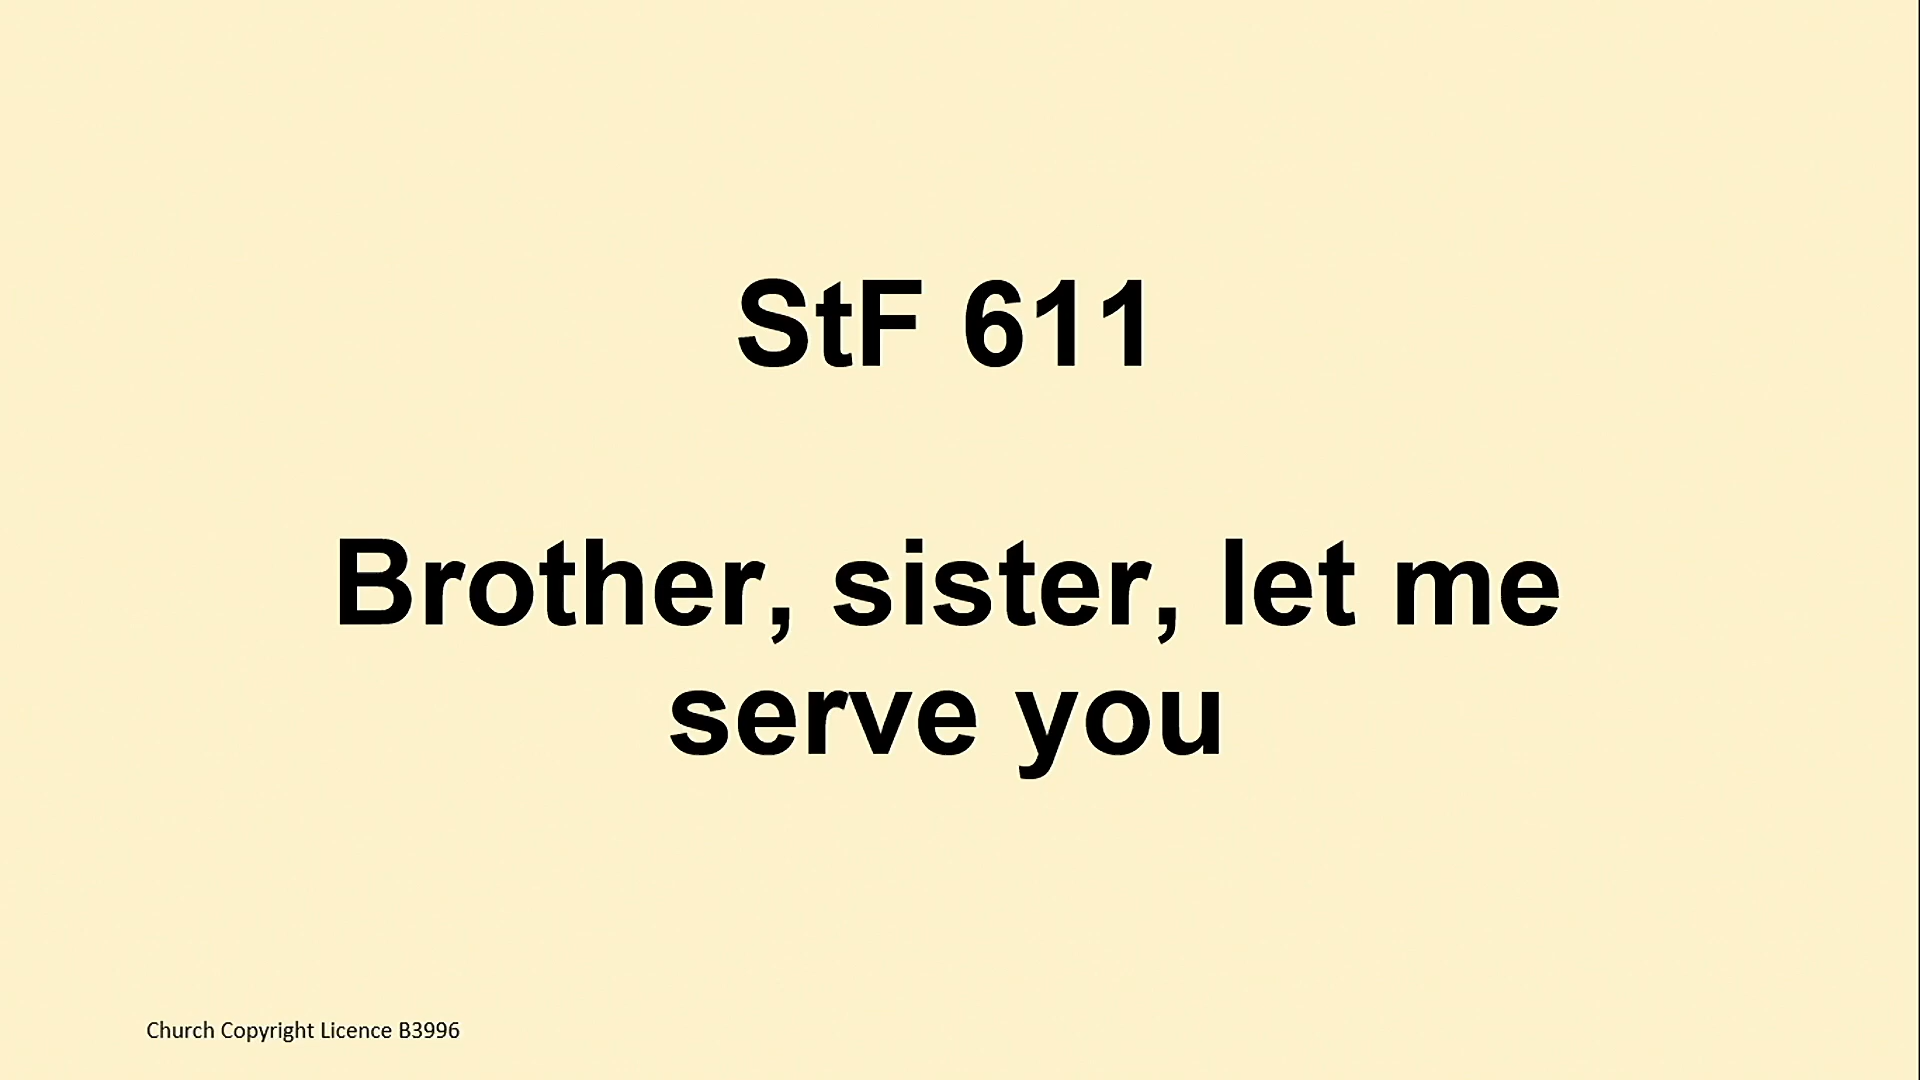 StF 611
Brother, sister, let me
serve you
Church Copyright Licence B3996